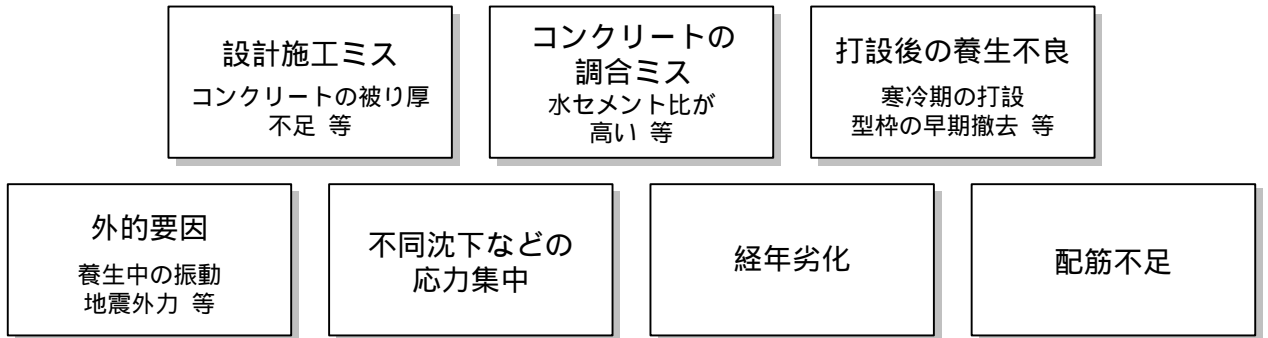 設計施工ミス
コンクリートの被り厚
不足 等
コンクリートの
調合ミス
水セメント比が
高い 等
打設後の養生不良
寒冷期の打設
型枠の早期撤去 等
外的要因
養生中の振動
地震外力 等
不同沈下などの
応力集中
経年劣化
配筋不足